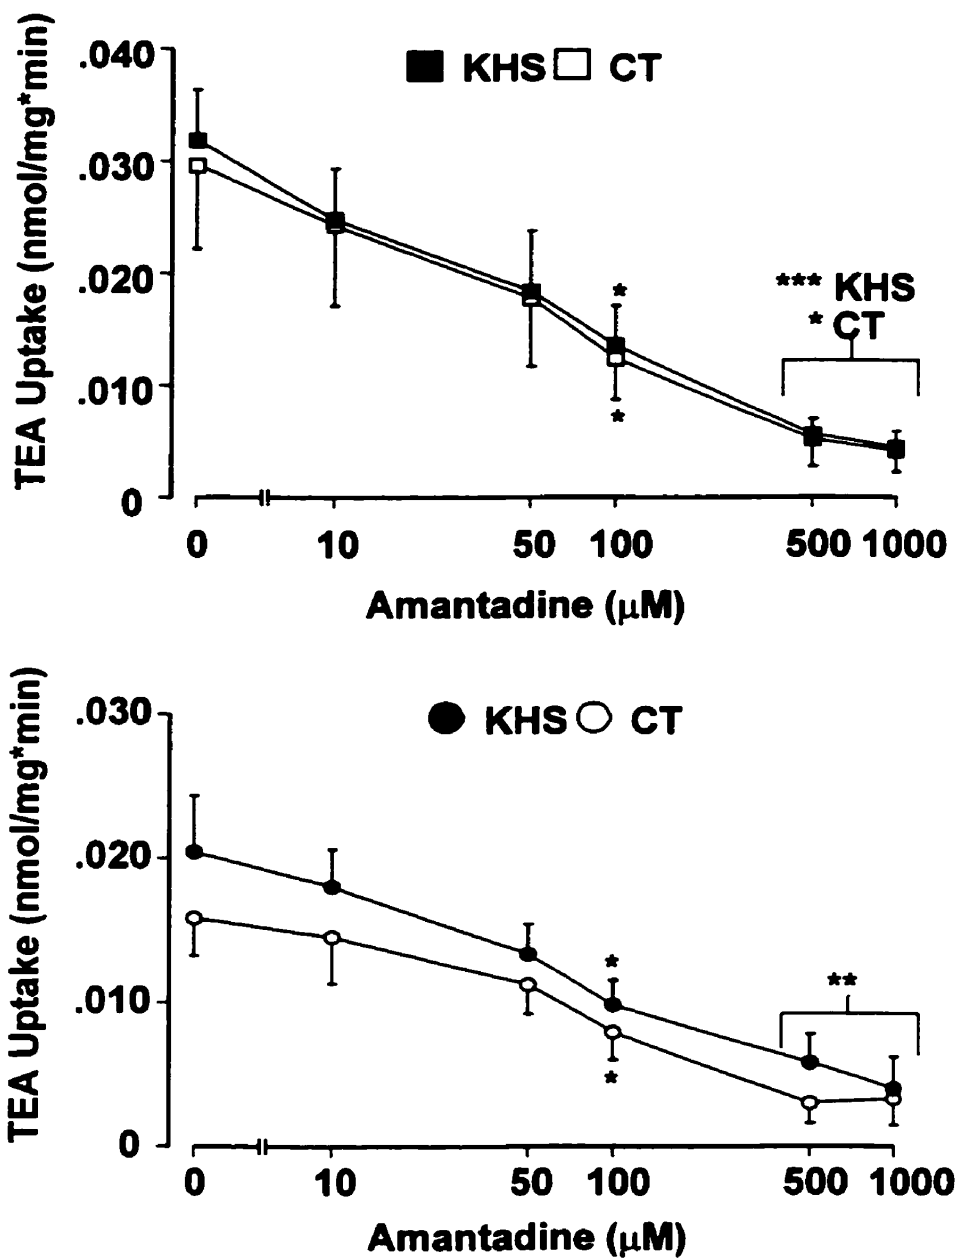 .040
KHS CT
.030
.020
.010
0
TEA Uptake (nmol/mg*min)
*
*
*** KHS
* CT
0 10 50 100 500 1000
Amantadine (μM)
.030
KHS CT
.020
.010
0
TEA Uptake (nmol/mg*min)
*
*
**
0 10 50 100 500 1000
Amantadine (μM)